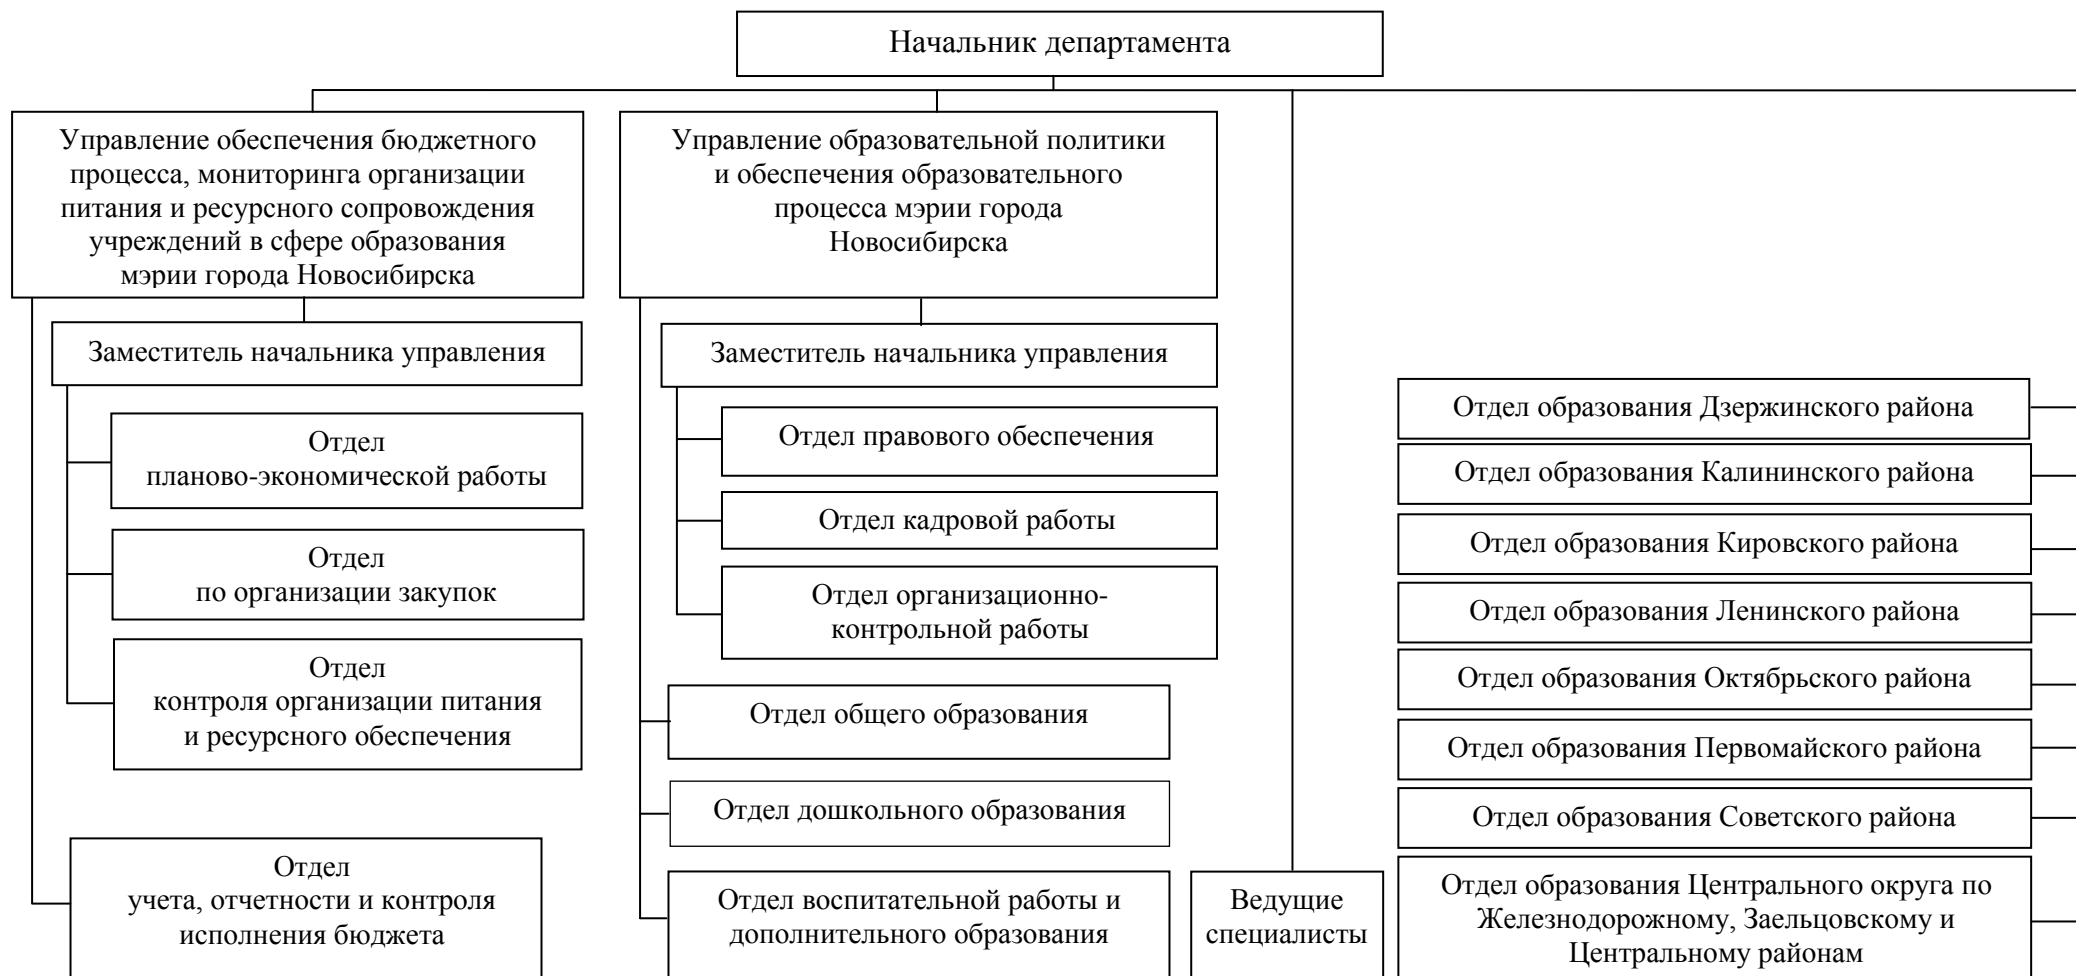 Начальник департамента
Управление обеспечения бюджетного
процесса, мониторинга организации
питания и ресурсного сопровождения
учреждений в сфере образования
мэрии города Новосибирска
Заместитель начальника управления
Отдел
планово-экономической работы
Отдел
по организации закупок
Отдел
контроля организации питания
и ресурсного обеспечения
Отдел
учета, отчетности и контроля
исполнения бюджета
Управление образовательной политики
и обеспечения образовательного
процесса мэрии города
Новосибирска
Заместитель начальника управления
Отдел правового обеспечения
Отдел кадровой работы
Отдел организационно-
контрольной работы
Отдел общего образования
Отдел дошкольного образования
Отдел воспитательной работы и
дополнительного образования
Ведущие
специалисты
Отдел образования Дзержинского района
Отдел образования Калининского района
Отдел образования Кировского района
Отдел образования Ленинского района
Отдел образования Октябрьского района
Отдел образования Первомайского района
Отдел образования Советского района
Отдел образования Центрального округа по
Железнодорожному, Заельцовскому и
Центральному районам